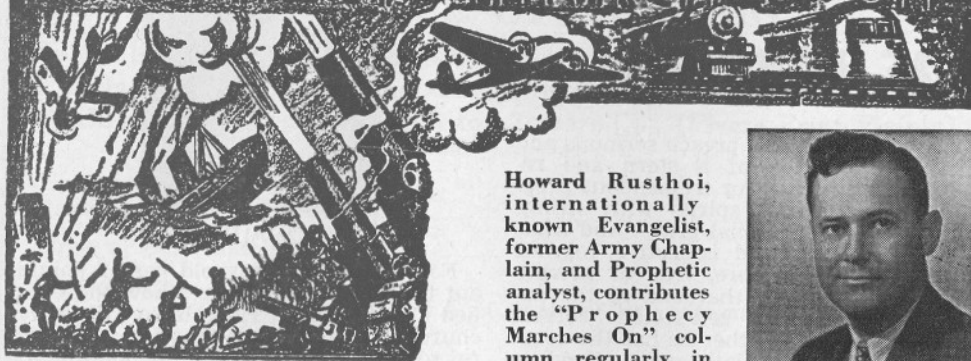 Howard Rusthoi,
internationally
known Evangelist,
former Army Chap-
lain, and Prophetic
analyst, contributes
the "Prophecy
Marches On" col-
umn regularly in